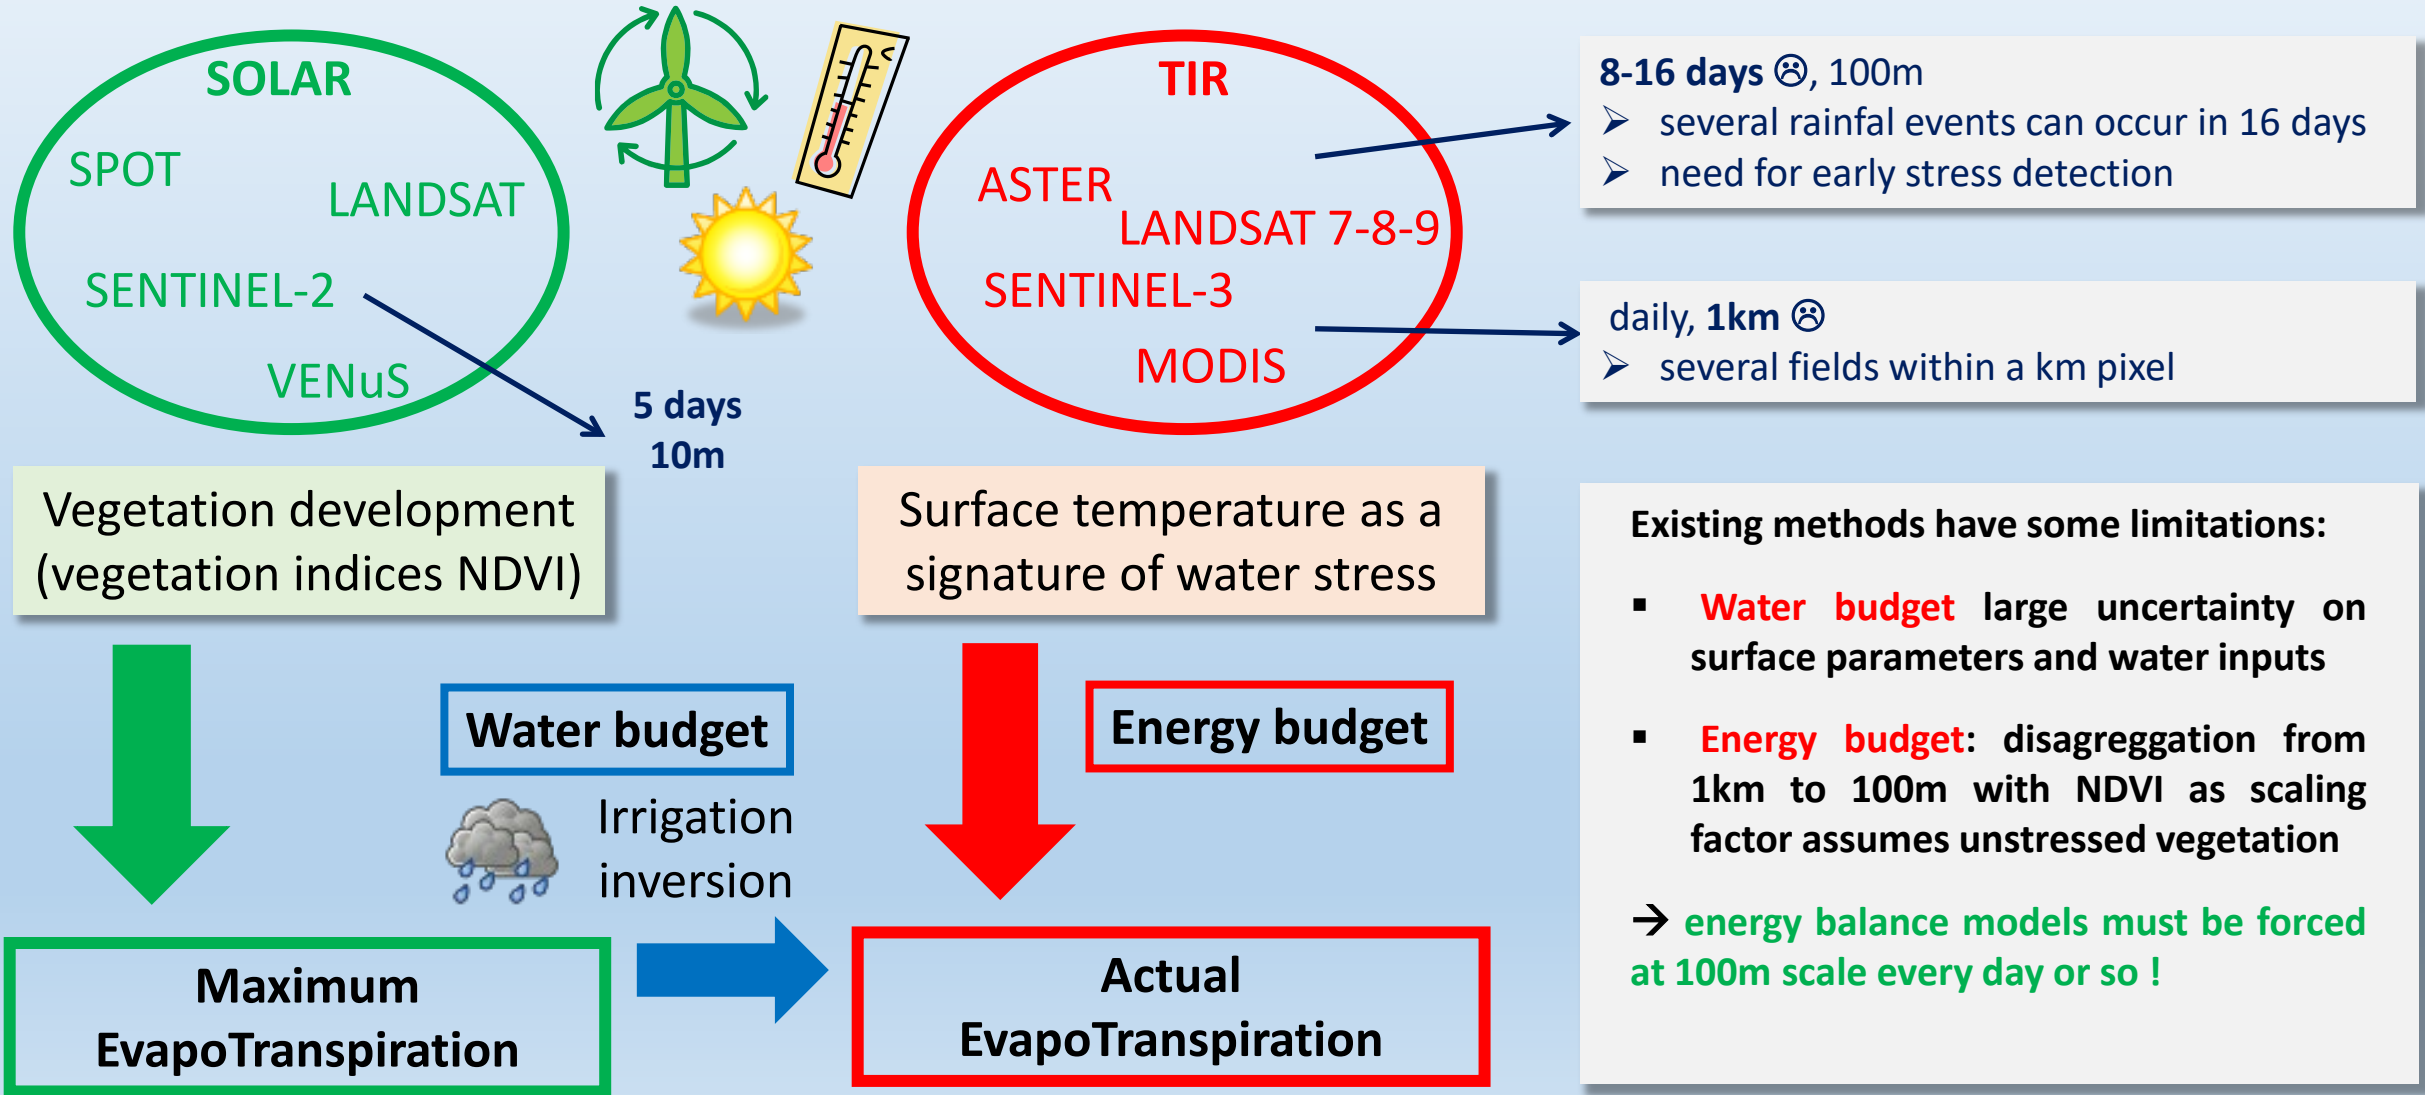 SOLAR
SPOT
LANDSAT
SENTINEL-2
VENuS
5 days
10m
TIR
ASTER
LANDSAT 7-8-9
SENTINEL-3
MODIS
8-16 days ☹, 100m
➢ several rainfal events can occur in 16 days
➢ need for early stress detection
daily, 1km ☹
➢ several fields within a km pixel
Vegetation development
(vegetation indices NDVI)
Surface temperature as a
signature of water stress
Water budget
Irrigation
inversion
Energy budget
Maximum
EvapoTranspiration
Actual
EvapoTranspiration
Existing methods have some limitations:
▪ Water budget large uncertainty on
surface parameters and water inputs
▪ Energy budget: disagreggation from
1km to 100m with NDVI as scaling
factor assumes unstressed vegetation
→ energy balance models must be forced
at 100m scale every day or so !